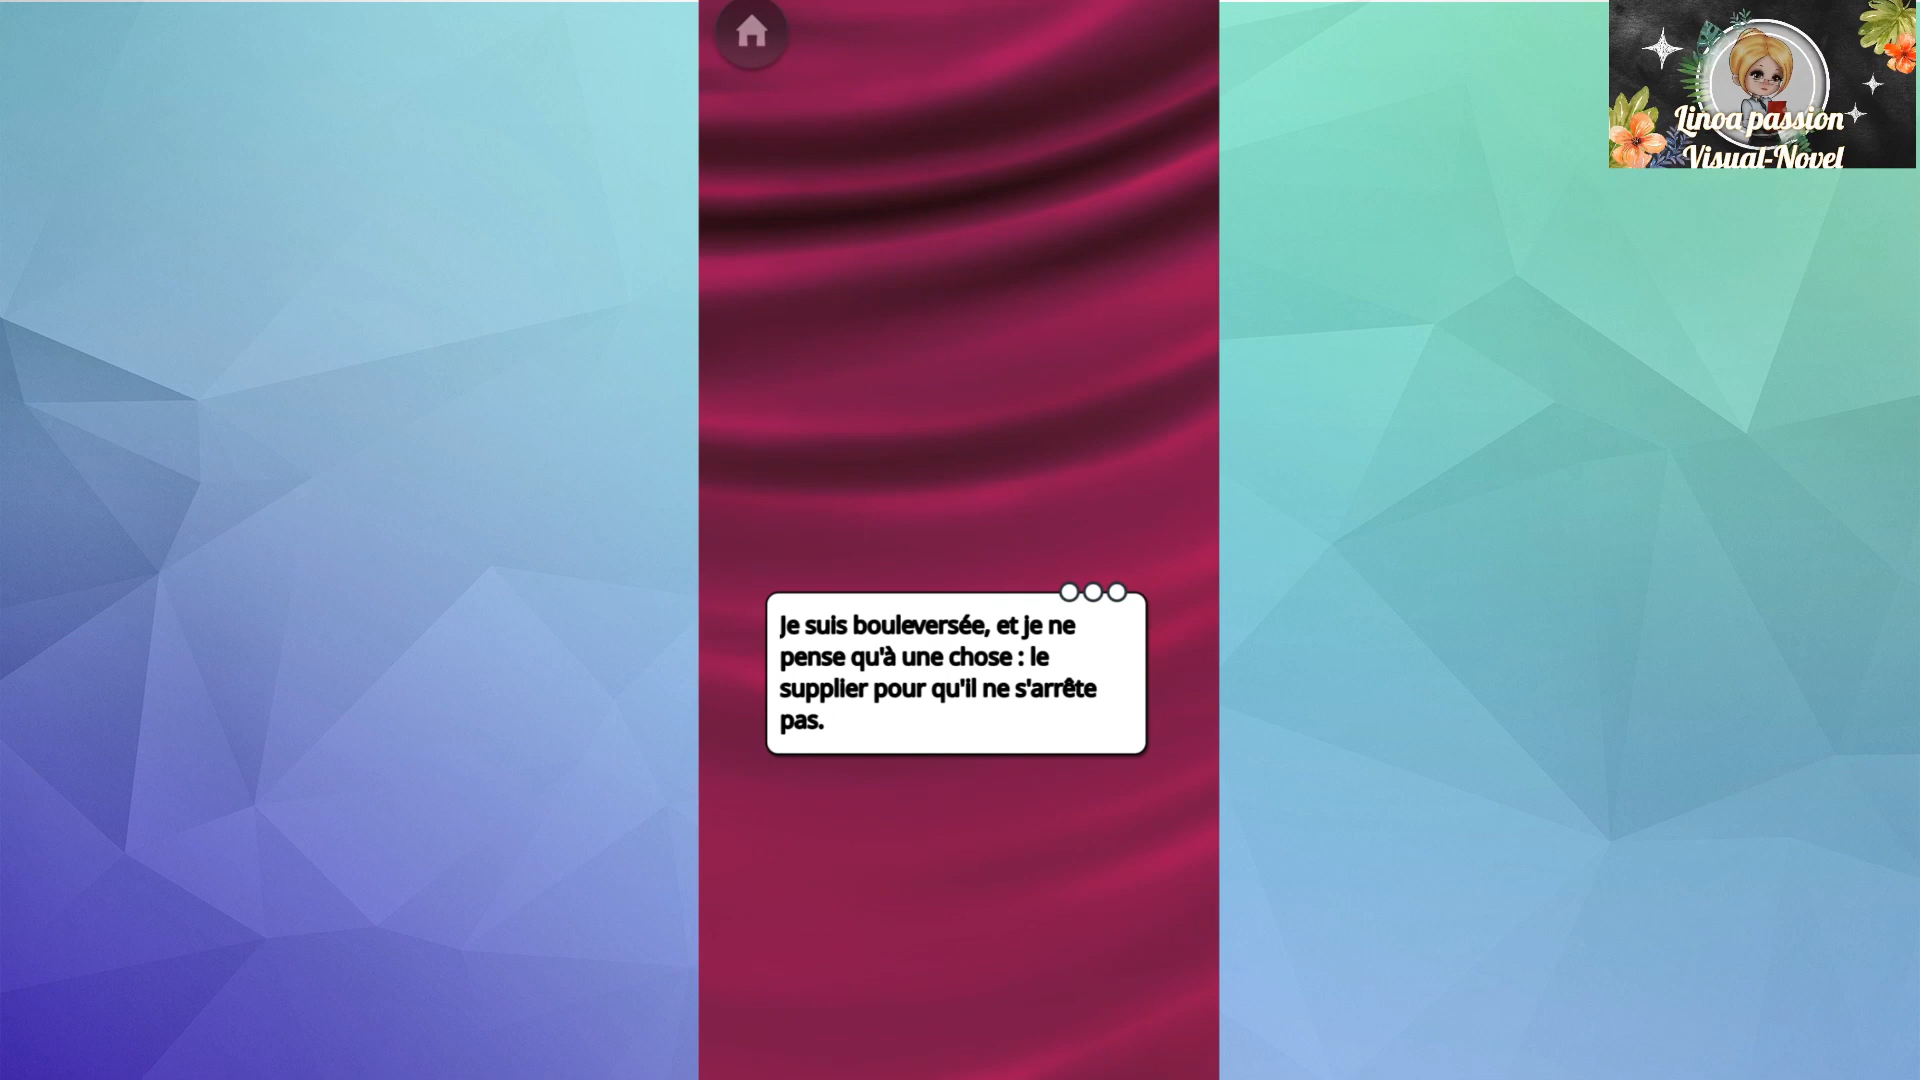 Linoa passion
Visual-Novel
Je suis bouleversée, et je ne
pense qu'à une chose : le
supplier pour qu'il ne s'arrête
pas.